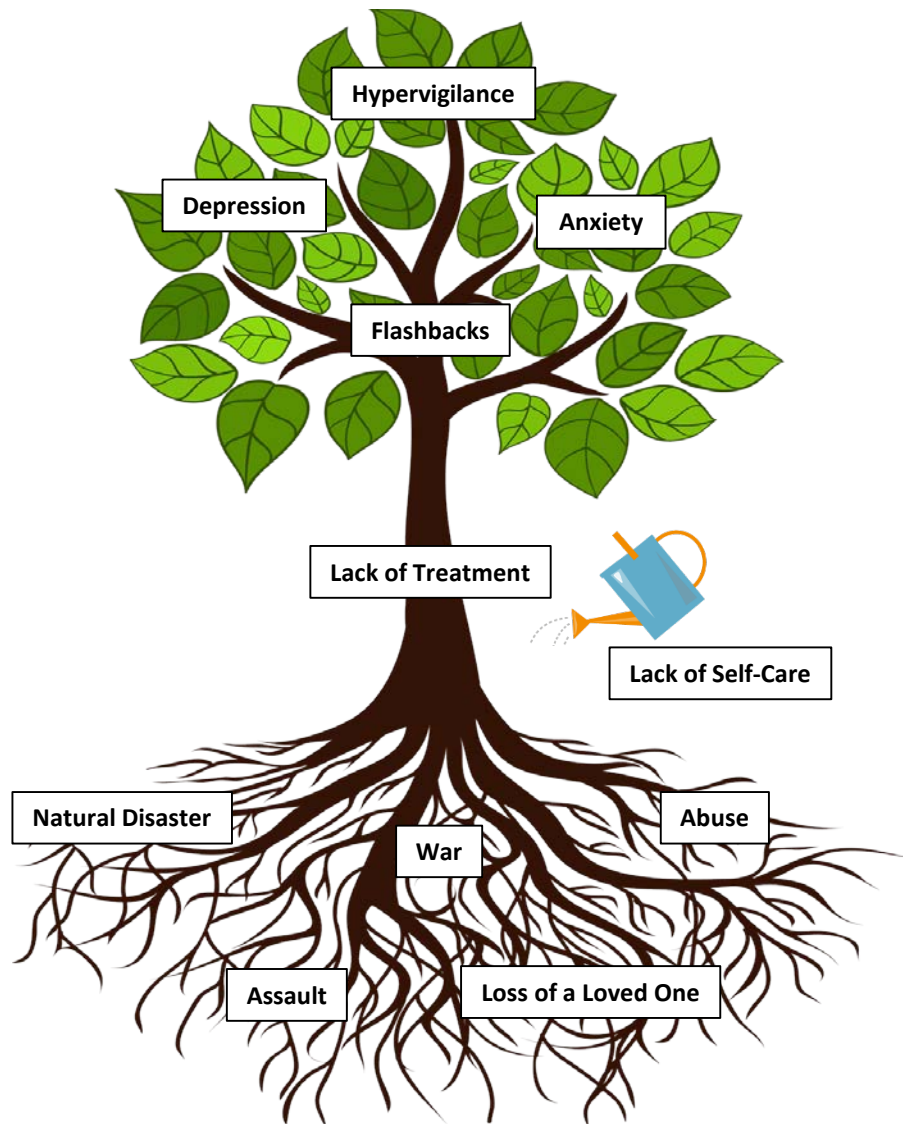 Hypervigilance
Depression
Anxiety
Flashbacks
Lack of Treatment
Lack of Self-Care
Natural Disaster
Abuse
War
Assault
Loss of a Loved One